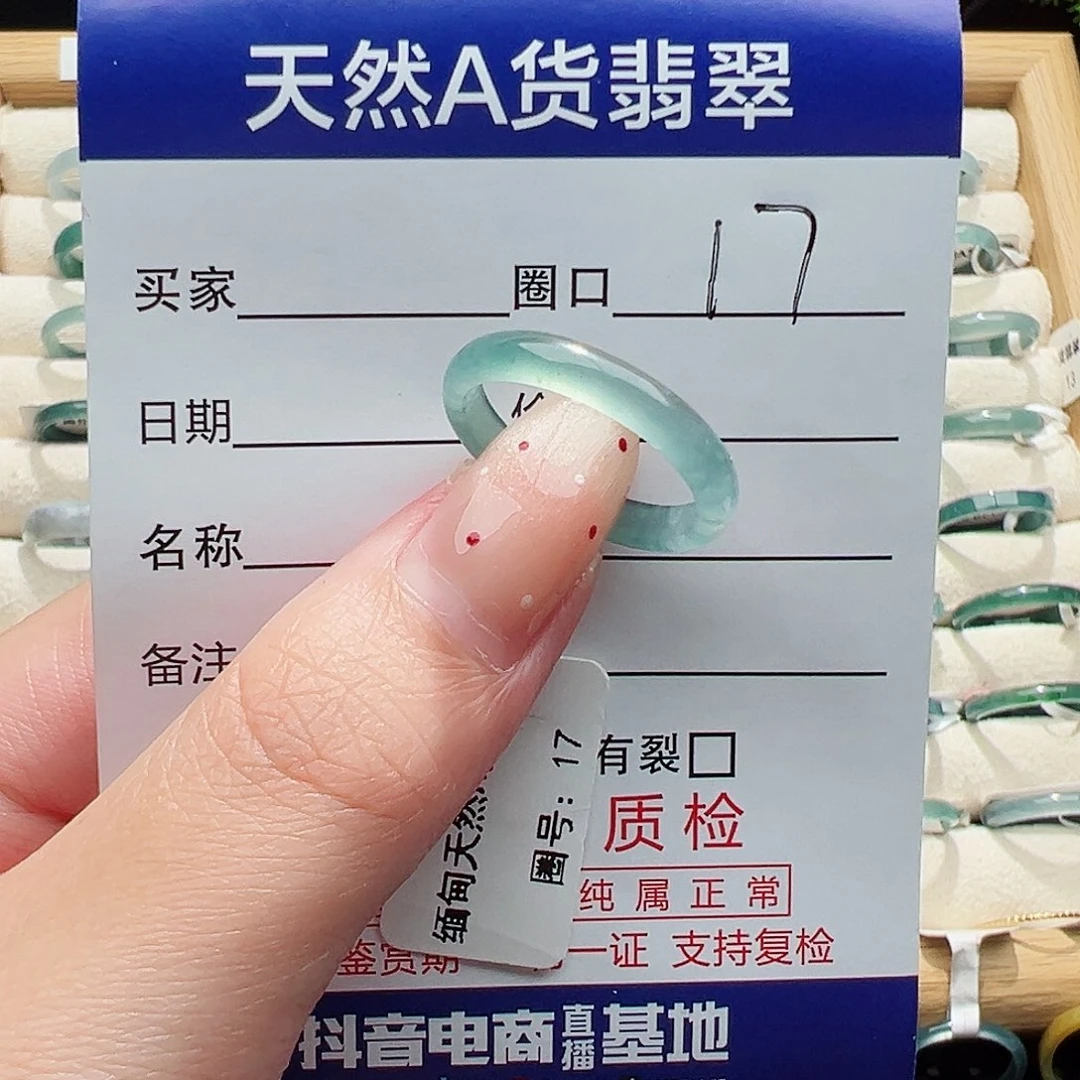 天然A货翡翠
买家 圈口 17
日期
名称
备注
有裂□
质检
纯属正常
鉴赏期 一证 支持复检
缅甸天然
圈号：17
抖音电商直播基地